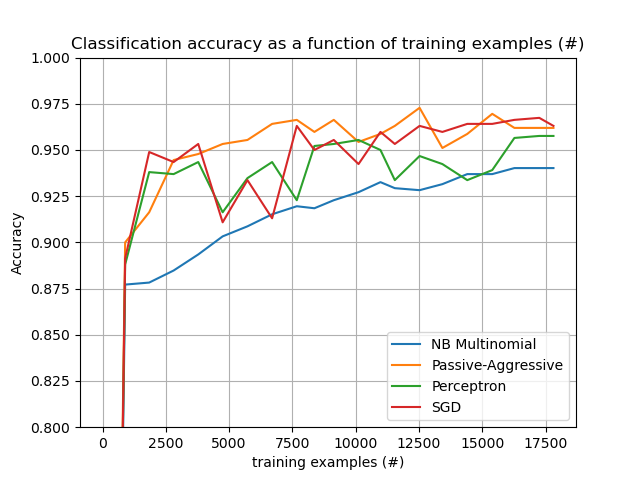 Classification accuracy as a function of training examples (#)
1.000
0.975
0.950
0.925
0.900
0.875
0.850
0.825
0.800
Accuracy
NB Multinomial
Passive-Aggressive
Perceptron
SGD
0 2500 5000 7500 10000 12500 15000 17500
training examples (#)